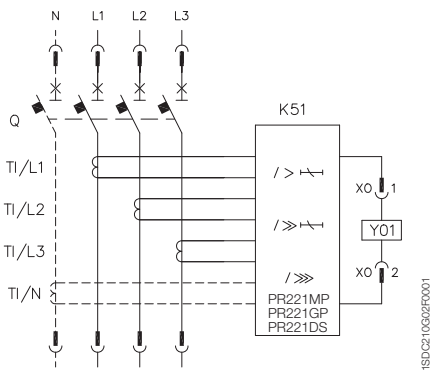 N L1 L2 L3
Q
K51
TI/L1
/ >
X0 1
TI/L2
/ ≫
Y01
TI/L3
X0 2
TI/N
/ ⋙
PR221MP
PR221GP
PR221DS
1SDC210G02F0001